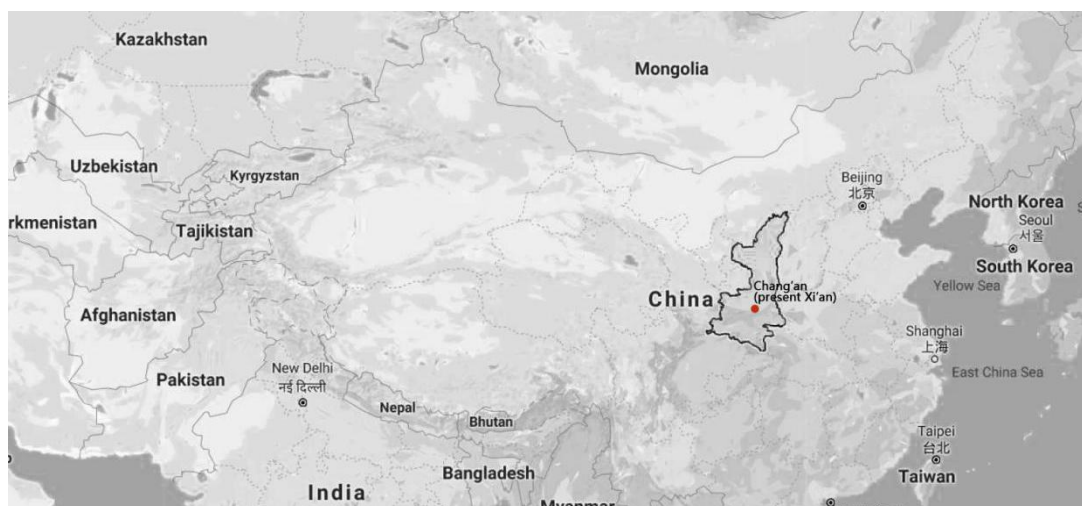 Kazakhstan
Mongolia
Uzbekistan
Kyrgyzstan
Beijing
北京
North Korea
Seoul
서울
rkmenistan
Tajikistan
South Korea
Yellow Sea
China
Chang'an
(present Xi'an)
Afghanistan
Shanghai
上海
East China Sea
New Delhi
नई दिल्ली
Pakistan
Nepal
Bhutan
Taipei
台北
Taiwan
Bangladesh
India
Myanmar
S